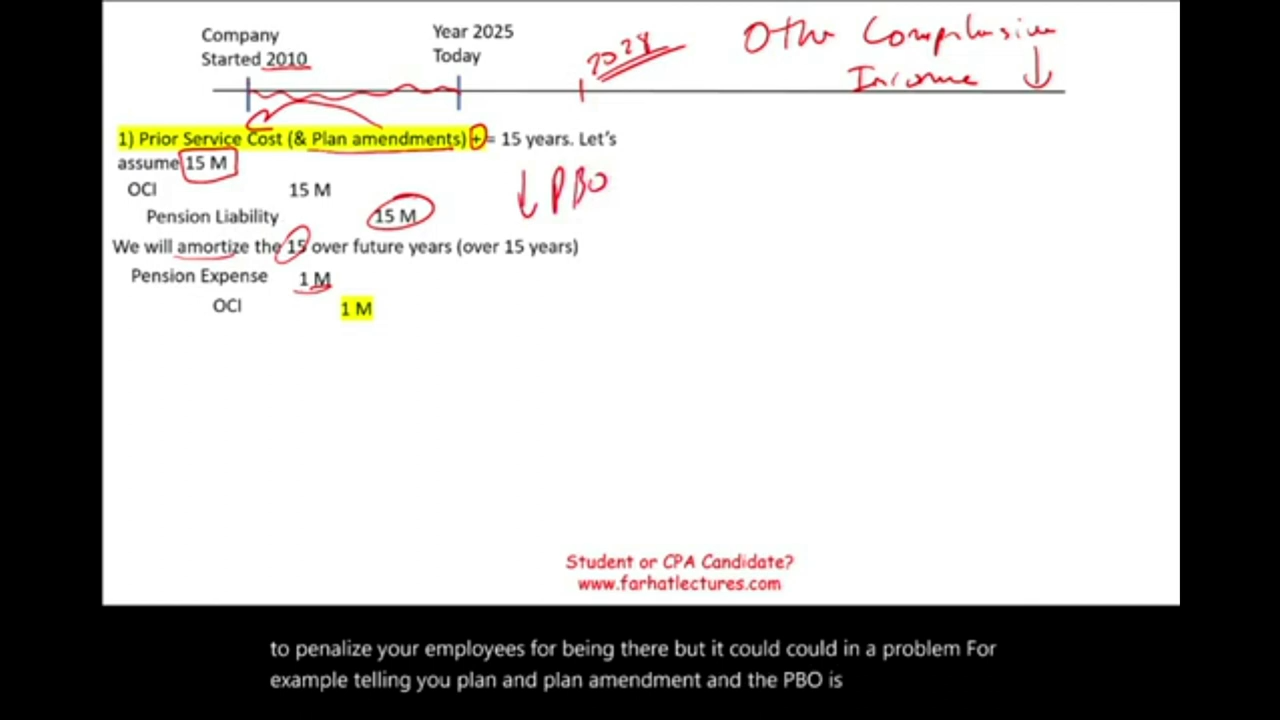 Company
Started 2010
Year 2025
Today
2028
Other Comprehensive
Income ↓
1) Prior Service Cost (& Plan amendments) + = 15 years. Let's
assume 15 M
OCI 15 M
Pension Liability 15 M
↓ PBO
We will amortize the 15 over future years (over 15 years)
Pension Expense 1 M
OCI 1 M
Student or CPA Candidate?
www.farhatlectures.com
to penalize your employees for being there but it could could in a problem For
example telling you plan and plan amendment and the PBO is